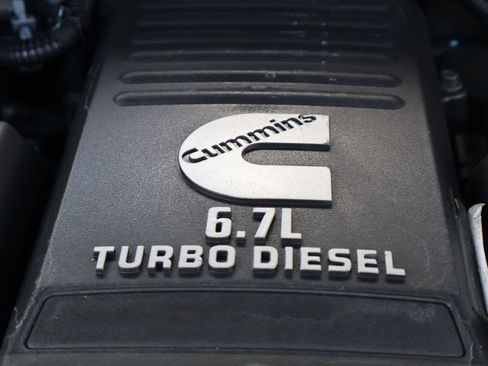 Cummins
6.7L
TURBO DIESEL